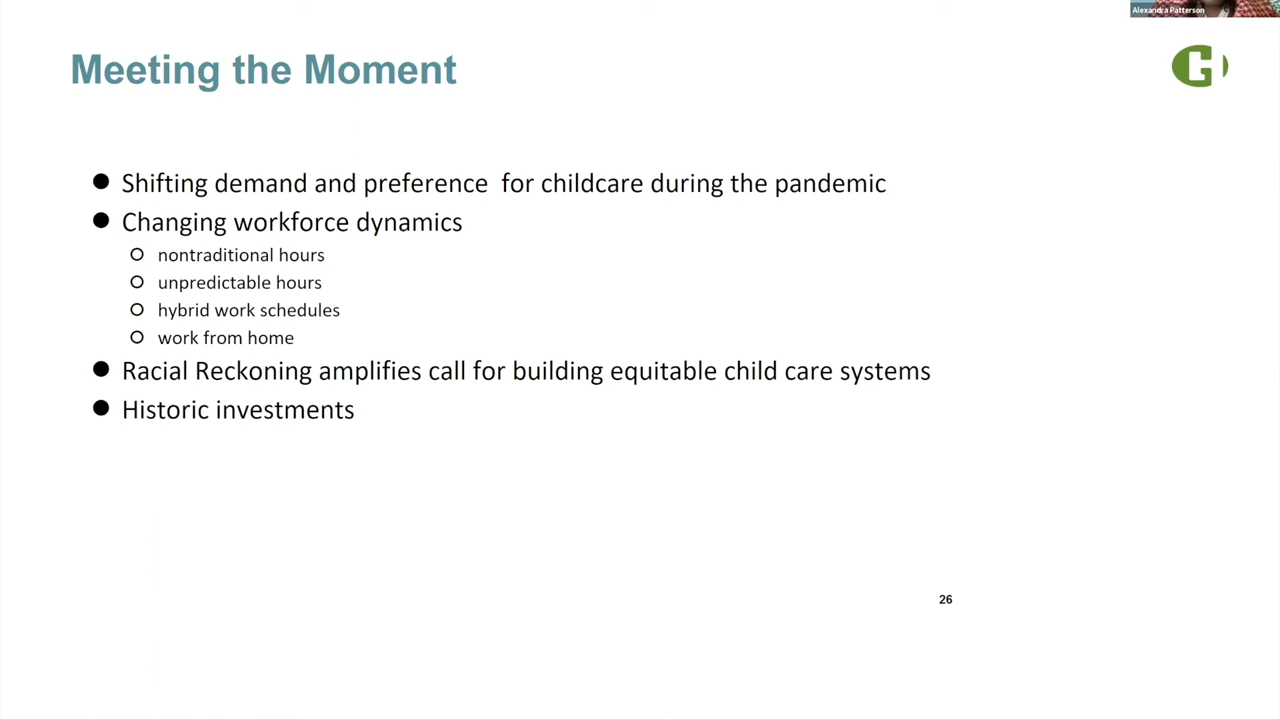 Alexandra Patterson
Meeting the Moment
● Shifting demand and preference  for childcare during the pandemic
● Changing workforce dynamics
○ nontraditional hours
○ unpredictable hours
○ hybrid work schedules
○ work from home
● Racial Reckoning amplifies call for building equitable child care systems
● Historic investments
26